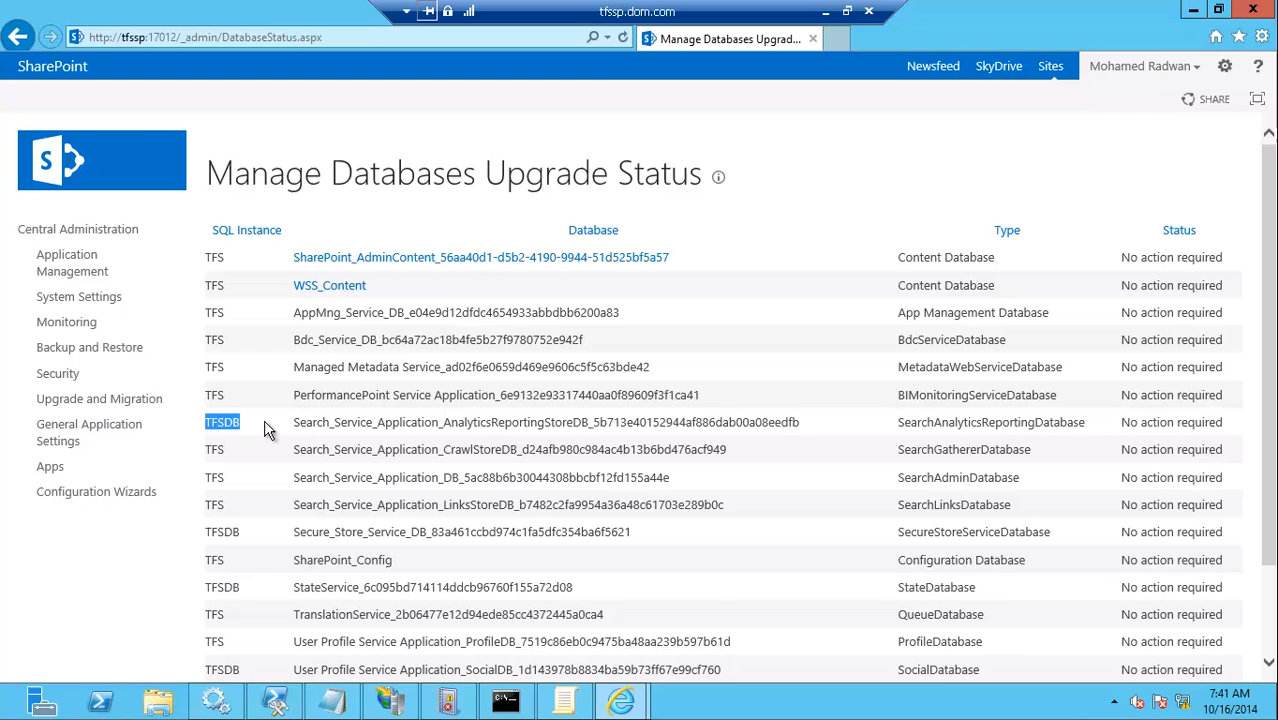 tfssp.dom.com
http://tfssp:17012/_admin/DatabaseStatus.aspx
Manage Databases Upgrad...
SharePoint
Newsfeed SkyDrive Sites Mohamed Radwan ?
SHARE
S
Manage Databases Upgrade Status
Central Administration
Application
Management
System Settings
Monitoring
Backup and Restore
Security
Upgrade and Migration
General Application
Settings
Apps
Configuration Wizards
SQL Instance Database Type Status
TFS SharePoint_AdminContent_56aa40d1-d5b2-4190-9944-51d525bf5a57 Content Database No action required
TFS WSS_Content Content Database No action required
TFS AppMng_Service_DB_e04e9d12dfdc4654933abbdbb6200a83 App Management Database No action required
TFS Bdc_Service_DB_bc64a72ac18b4fe5b27f9780752e942f BdcServiceDatabase No action required
TFS Managed Metadata Service_ad02f6e0659d469e9606c5f5c63bde42 MetadataWebServiceDatabase No action required
TFS PerformancePoint Service Application_6e9132e93317440aa0f89609f3f1ca41 BIMonitoringServiceDatabase No action required
TFSDB Search_Service_Application_AnalyticsReportingStoreDB_5b713e40152944af886dab00a08eedfb SearchAnalyticsReportingDatabase No action required
TFS Search_Service_Application_CrawlStoreDB_d24afb980c984ac4b13b6bd476acf949 SearchGathererDatabase No action required
TFS Search_Service_Application_DB_5ac88b6b30044308bbcbf12fd155a44e SearchAdminDatabase No action required
TFS Search_Service_Application_LinksStoreDB_b7482c2fa9954a36a48c61703e289b0c SearchLinksDatabase No action required
TFSDB Secure_Store_Service_DB_83a461ccbd974c1fa5dfc354ba6f5621 SecureStoreServiceDatabase No action required
TFS SharePoint_Config Configuration Database No action required
TFSDB StateService_6c095bd714114ddcb96760f155a72d08 StateDatabase No action required
TFS TranslationService_2b06477e12d94ede85cc4372445a0ca4 QueueDatabase No action required
TFS User Profile Service Application_ProfileDB_7519c86eb0c9475ba48aa239b597b61d ProfileDatabase No action required
TFSDB User Profile Service Application_SocialDB_1d143978b8834ba59b73ff67e99cf760 SocialDatabase No action required
7:41 AM
10/16/2014